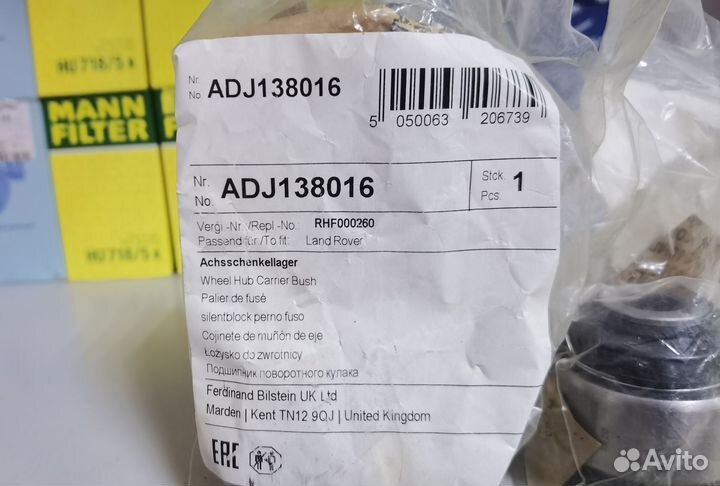 HU 718/5 x
MANN
FILTER
HU 718/5 x
Nr.
No.
ADJ138016
5 050063 206739
Nr.
No.
ADJ138016
Stck.
Pcs.
1
Vergl.-Nr./Repl.-No.: RHF000260
Passend für/To fit: Land Rover
Achsschenkellager
Wheel Hub Carrier Bush
Palier de fusé
silentblock perno fuso
Cojinete de muñón de eje
Łożysko do zwrotnicy
Подшипник поворотного кулака
Ferdinand Bilstein UK Ltd
Marden | Kent TN12 9QJ | United Kingdom
EAC
Avito